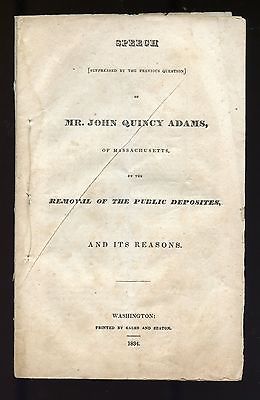 SPEECH
[SUPPRESSED BY THE PREVIOUS QUESTION]
OF
MR. JOHN QUINCY ADAMS,
OF MASSACHUSETTS,
ON THE
REMOVAL OF THE PUBLIC DEPOSITES,
AND ITS REASONS.
WASHINGTON:
PRINTED BY GALES AND SEATON.
1834.